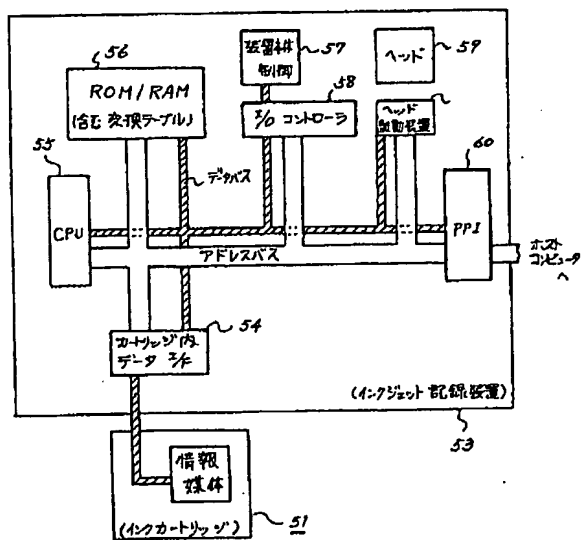 56
ROM/RAM
(含む変換テーブル)
装置本体
制御
57
58
I/O コントローラ
ヘッド
59
ヘッド
駆動装置
55
CPU
データバス
アドレスバス
60
PPI
ホスト
コンピュータ
へ
カートリッジ内
データ I/F
54
(インクジェット記録装置)
53
情報
媒体
(インクカートリッジ)
51